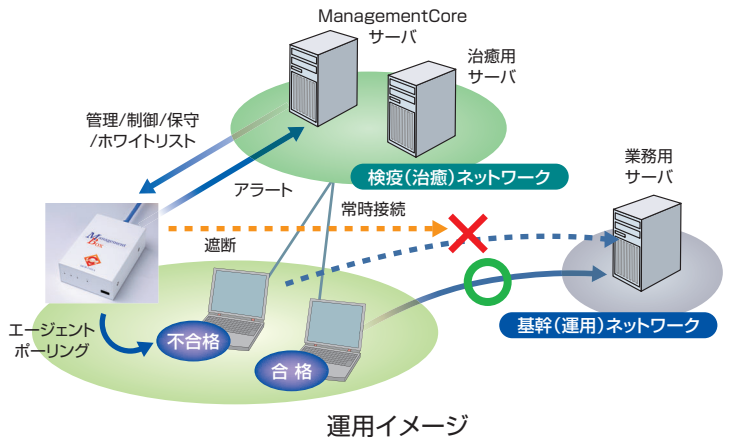 ManagementCore
サーバ
治癒用
サーバ
管理/制御/保守
/ホワイトリスト
業務用
サーバ
アラート
検疫(治癒)ネットワーク
常時接続
Management
Box
遮断
基幹(運用)ネットワーク
エージェント
ポーリング
不合格
合 格
運用イメージ